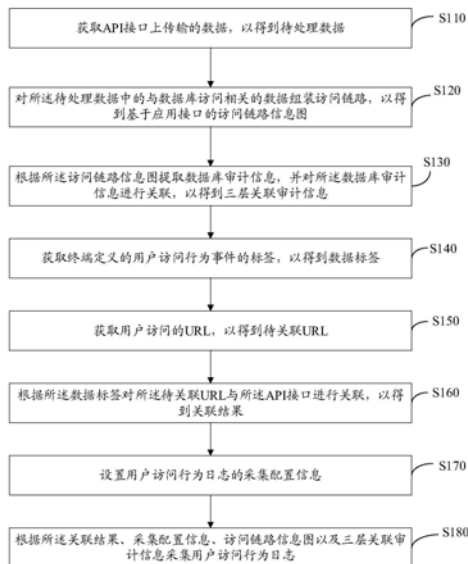 获取API接口上传输的数据，以得到待处理数据
S110
对所述待处理数据中的与数据库访问相关的数据组装访问链路，以得
到基于应用接口的访问链路信息图
S120
根据所述访问链路信息图提取数据库审计信息，并对所述数据库审计
信息进行关联，以得到三层关联审计信息
S130
获取终端定义的用户访问行为事件的标签，以得到数据标签
S140
获取用户访问的URL，以得到待关联URL
S150
根据所述数据标签对所述待关联URL与所述API接口进行关联，以得
到关联结果
S160
设置用户访问行为日志的采集配置信息
S170
根据所述关联结果、采集配置信息、访问链路信息图以及三层关联审
计信息采集用户访问行为日志
S180